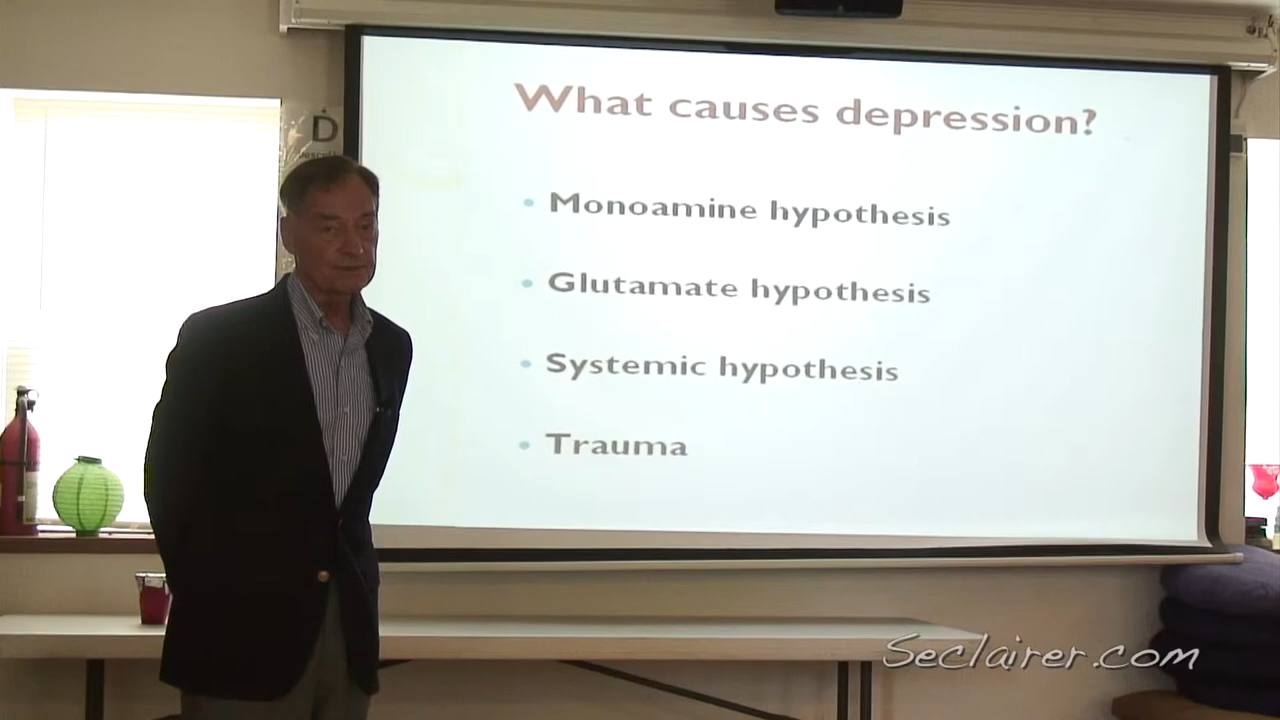 What causes depression?
D
• Monoamine hypothesis
• Glutamate hypothesis
• Systemic hypothesis
• Trauma
Seclairer.com